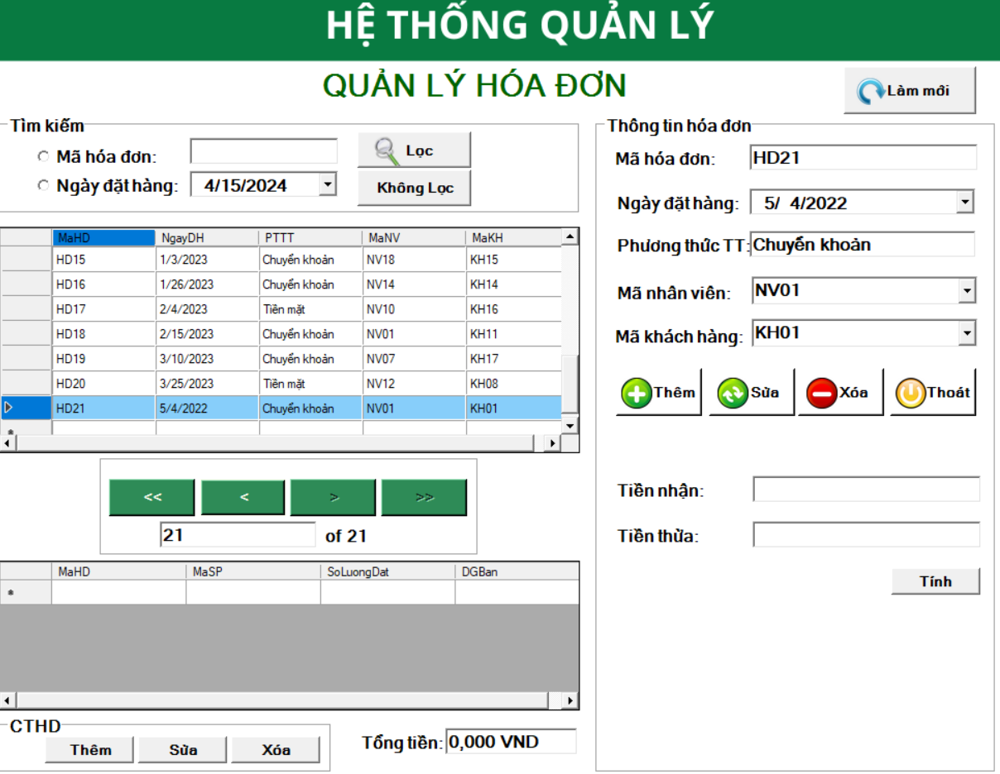 HỆ THỐNG QUẢN LÝ
QUẢN LÝ HÓA ĐƠN
Làm mới
Tìm kiếm
Mã hóa đơn:
Lọc
Ngày đặt hàng: 4/15/2024
Không Lọc
MaHD NgayDH PTTT MaNV MaKH
HD15 1/3/2023 Chuyển khoản NV18 KH15
HD16 1/26/2023 Chuyển khoản NV14 KH14
HD17 2/4/2023 Tiền mặt NV10 KH16
HD18 2/15/2023 Chuyển khoản NV01 KH11
HD19 3/10/2023 Chuyển khoản NV07 KH17
HD20 3/25/2023 Tiền mặt NV12 KH08
HD21 5/4/2022 Chuyển khoản NV01 KH01
<< < > >>
21 of 21
MaHD MaSP SoLuongDat DGBan
CTHD
Thêm Sửa Xóa
Tổng tiền: 0,000 VND
Thông tin hóa đơn
Mã hóa đơn: HD21
Ngày đặt hàng: 5/ 4/2022
Phương thức TT: Chuyển khoản
Mã nhân viên: NV01
Mã khách hàng: KH01
Thêm Sửa Xóa Thoát
Tiền nhận:
Tiền thừa:
Tính